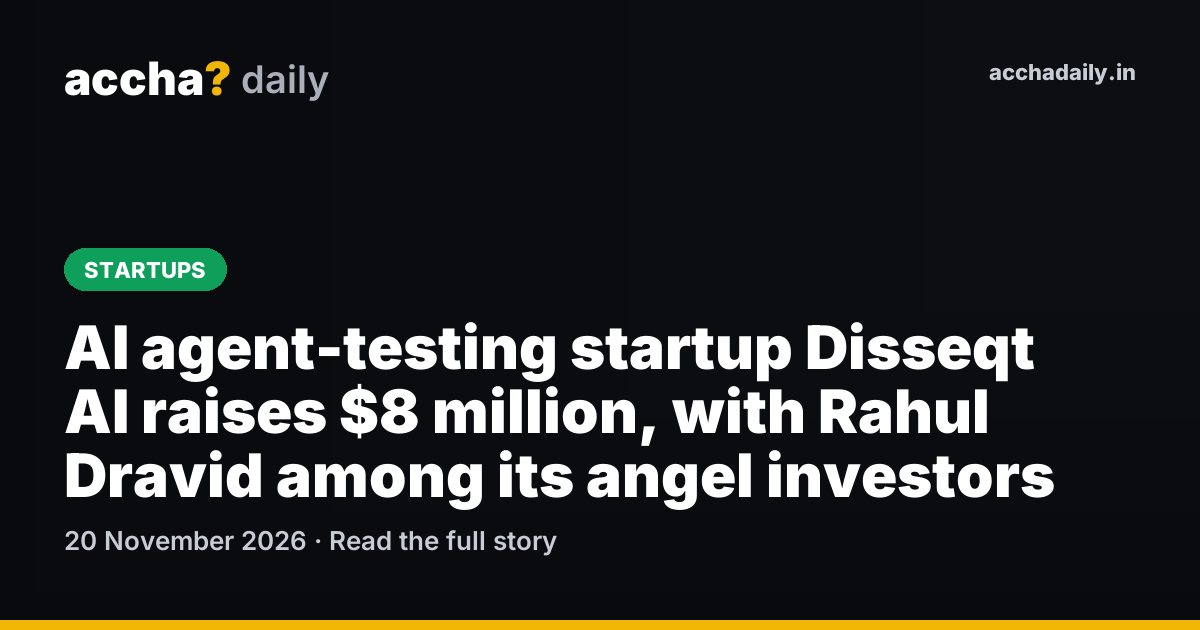 accha? daily
acchadaily.in
STARTUPS
AI agent-testing startup Disseqt
AI raises $8 million, with Rahul
Dravid among its angel investors
20 November 2026 · Read the full story